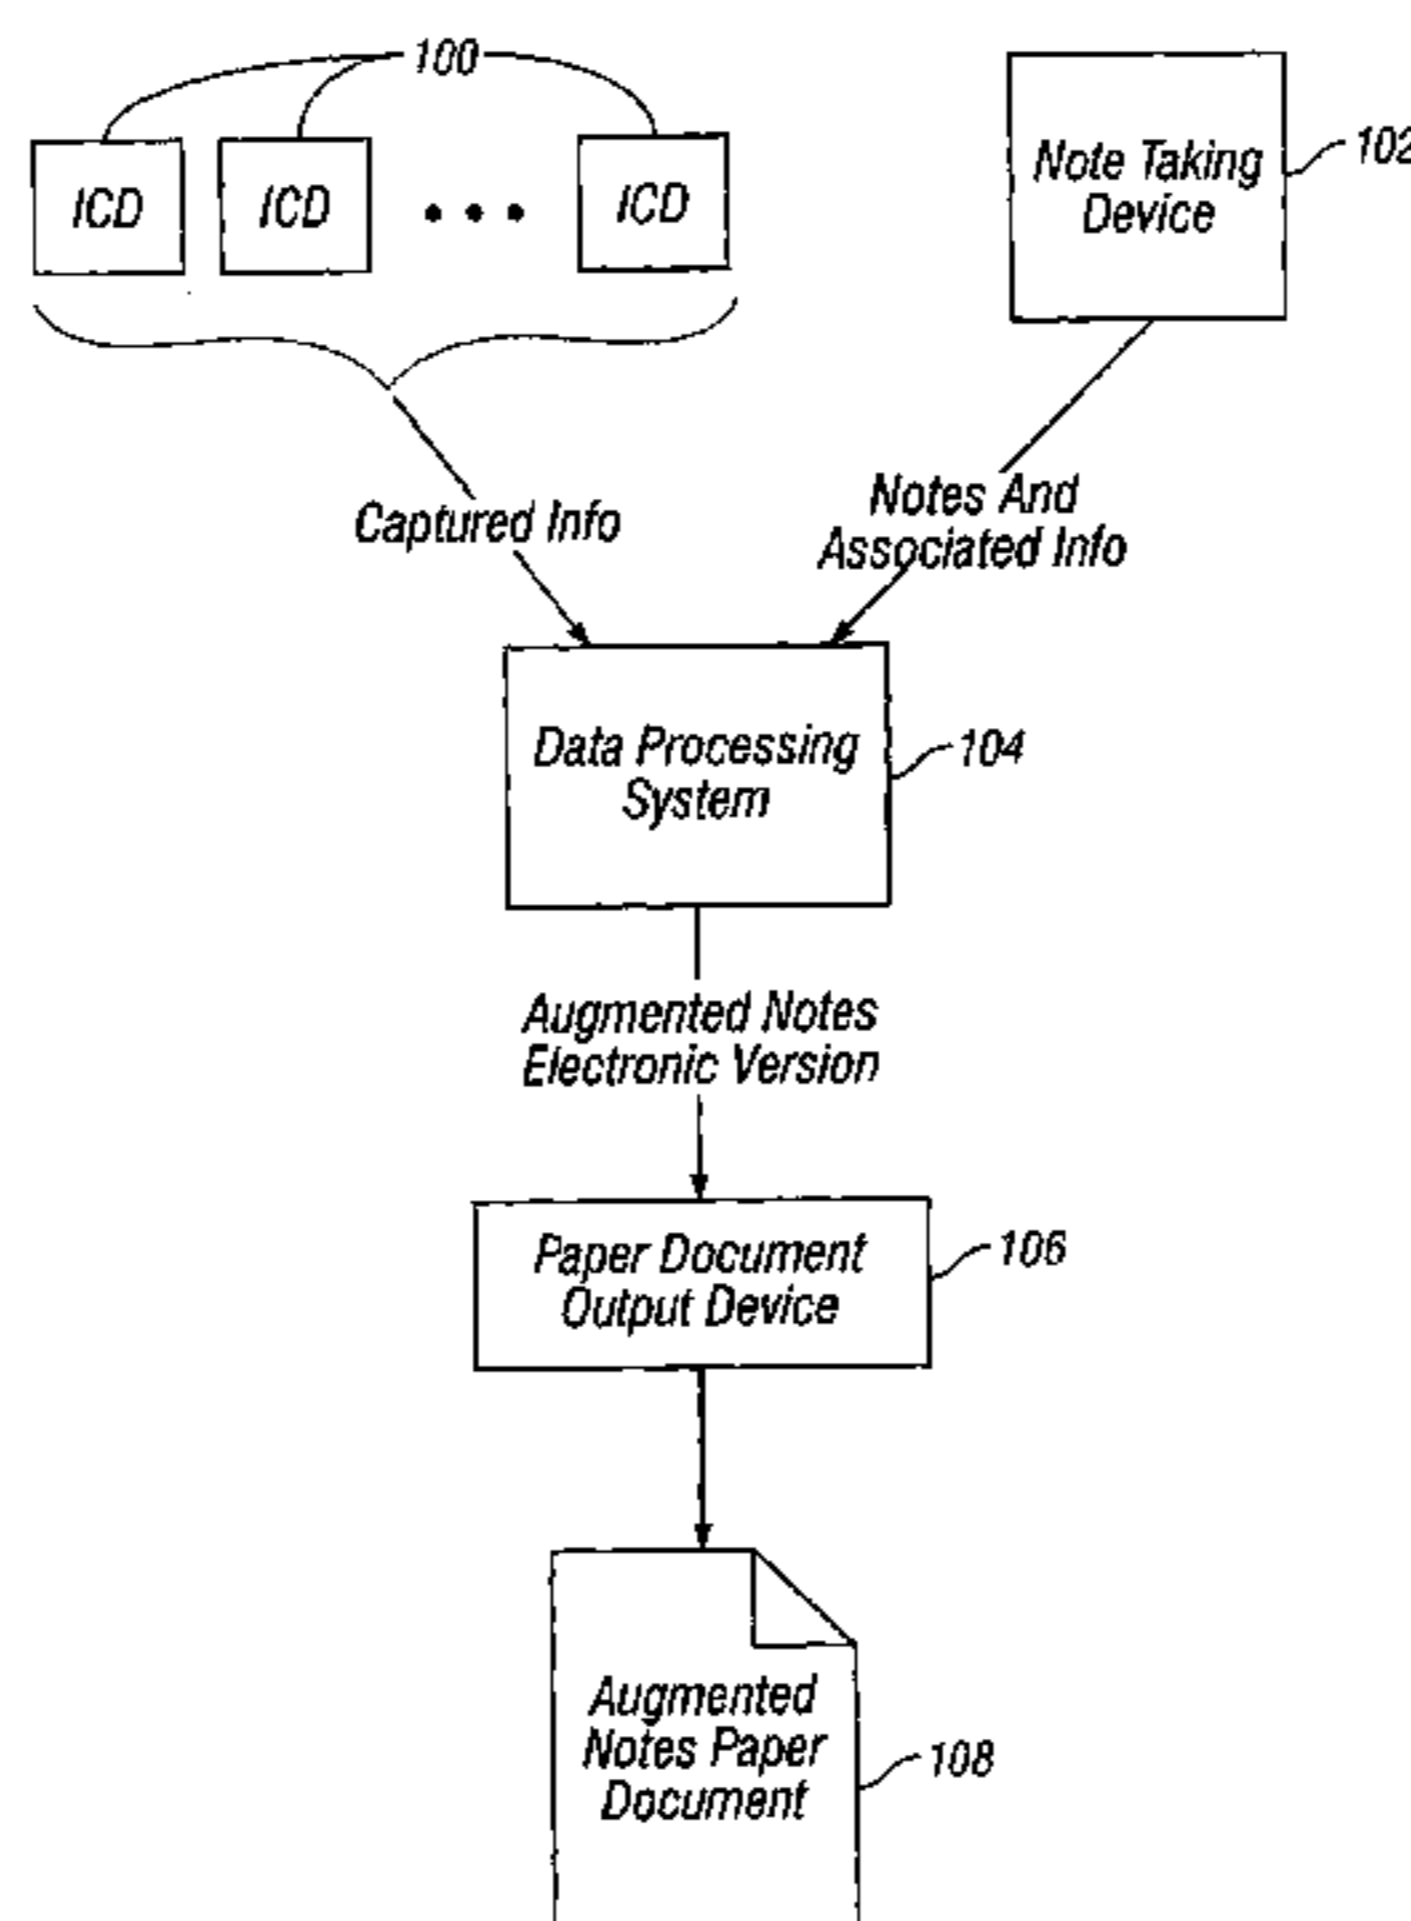 100
ICD
ICD
• • •
ICD
Note Taking
Device
102
Captured Info
Notes And
Associated Info
Data Processing
System
104
Augmented Notes
Electronic Version
Paper Document
Output Device
106
Augmented
Notes Paper
Document
108